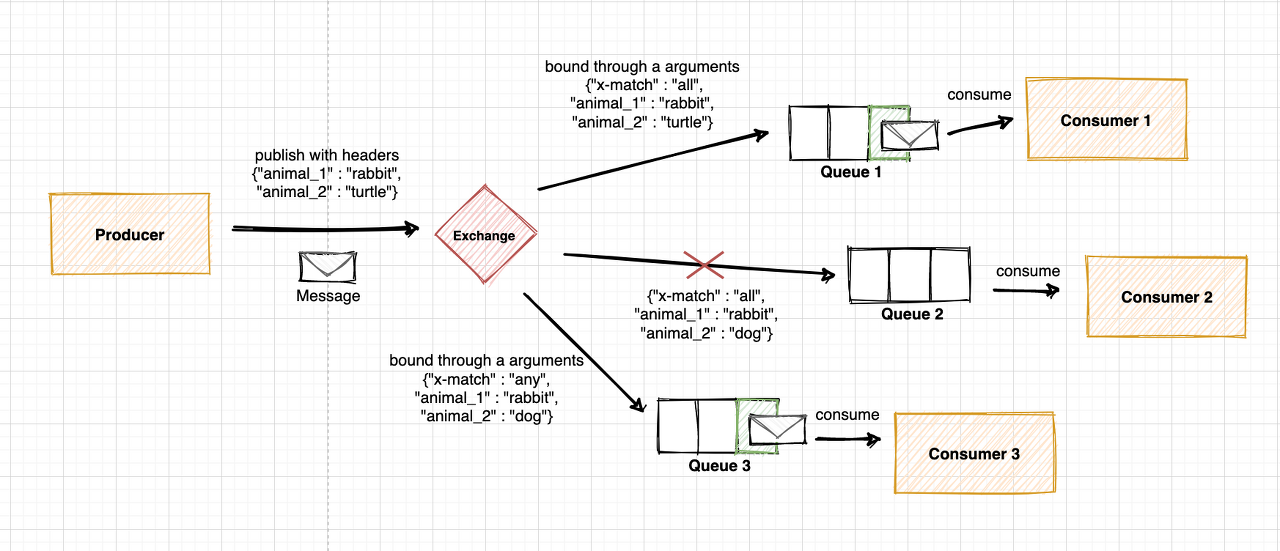 bound through a arguments
{"x-match" : "all",
"animal_1" : "rabbit",
"animal_2" : "turtle"}
consume
Consumer 1
Queue 1
publish with headers
{"animal_1" : "rabbit",
"animal_2" : "turtle"}
Producer
Exchange
Message
{"x-match" : "all",
"animal_1" : "rabbit",
"animal_2" : "dog"}
consume
Consumer 2
Queue 2
bound through a arguments
{"x-match" : "any",
"animal_1" : "rabbit",
"animal_2" : "dog"}
consume
Consumer 3
Queue 3